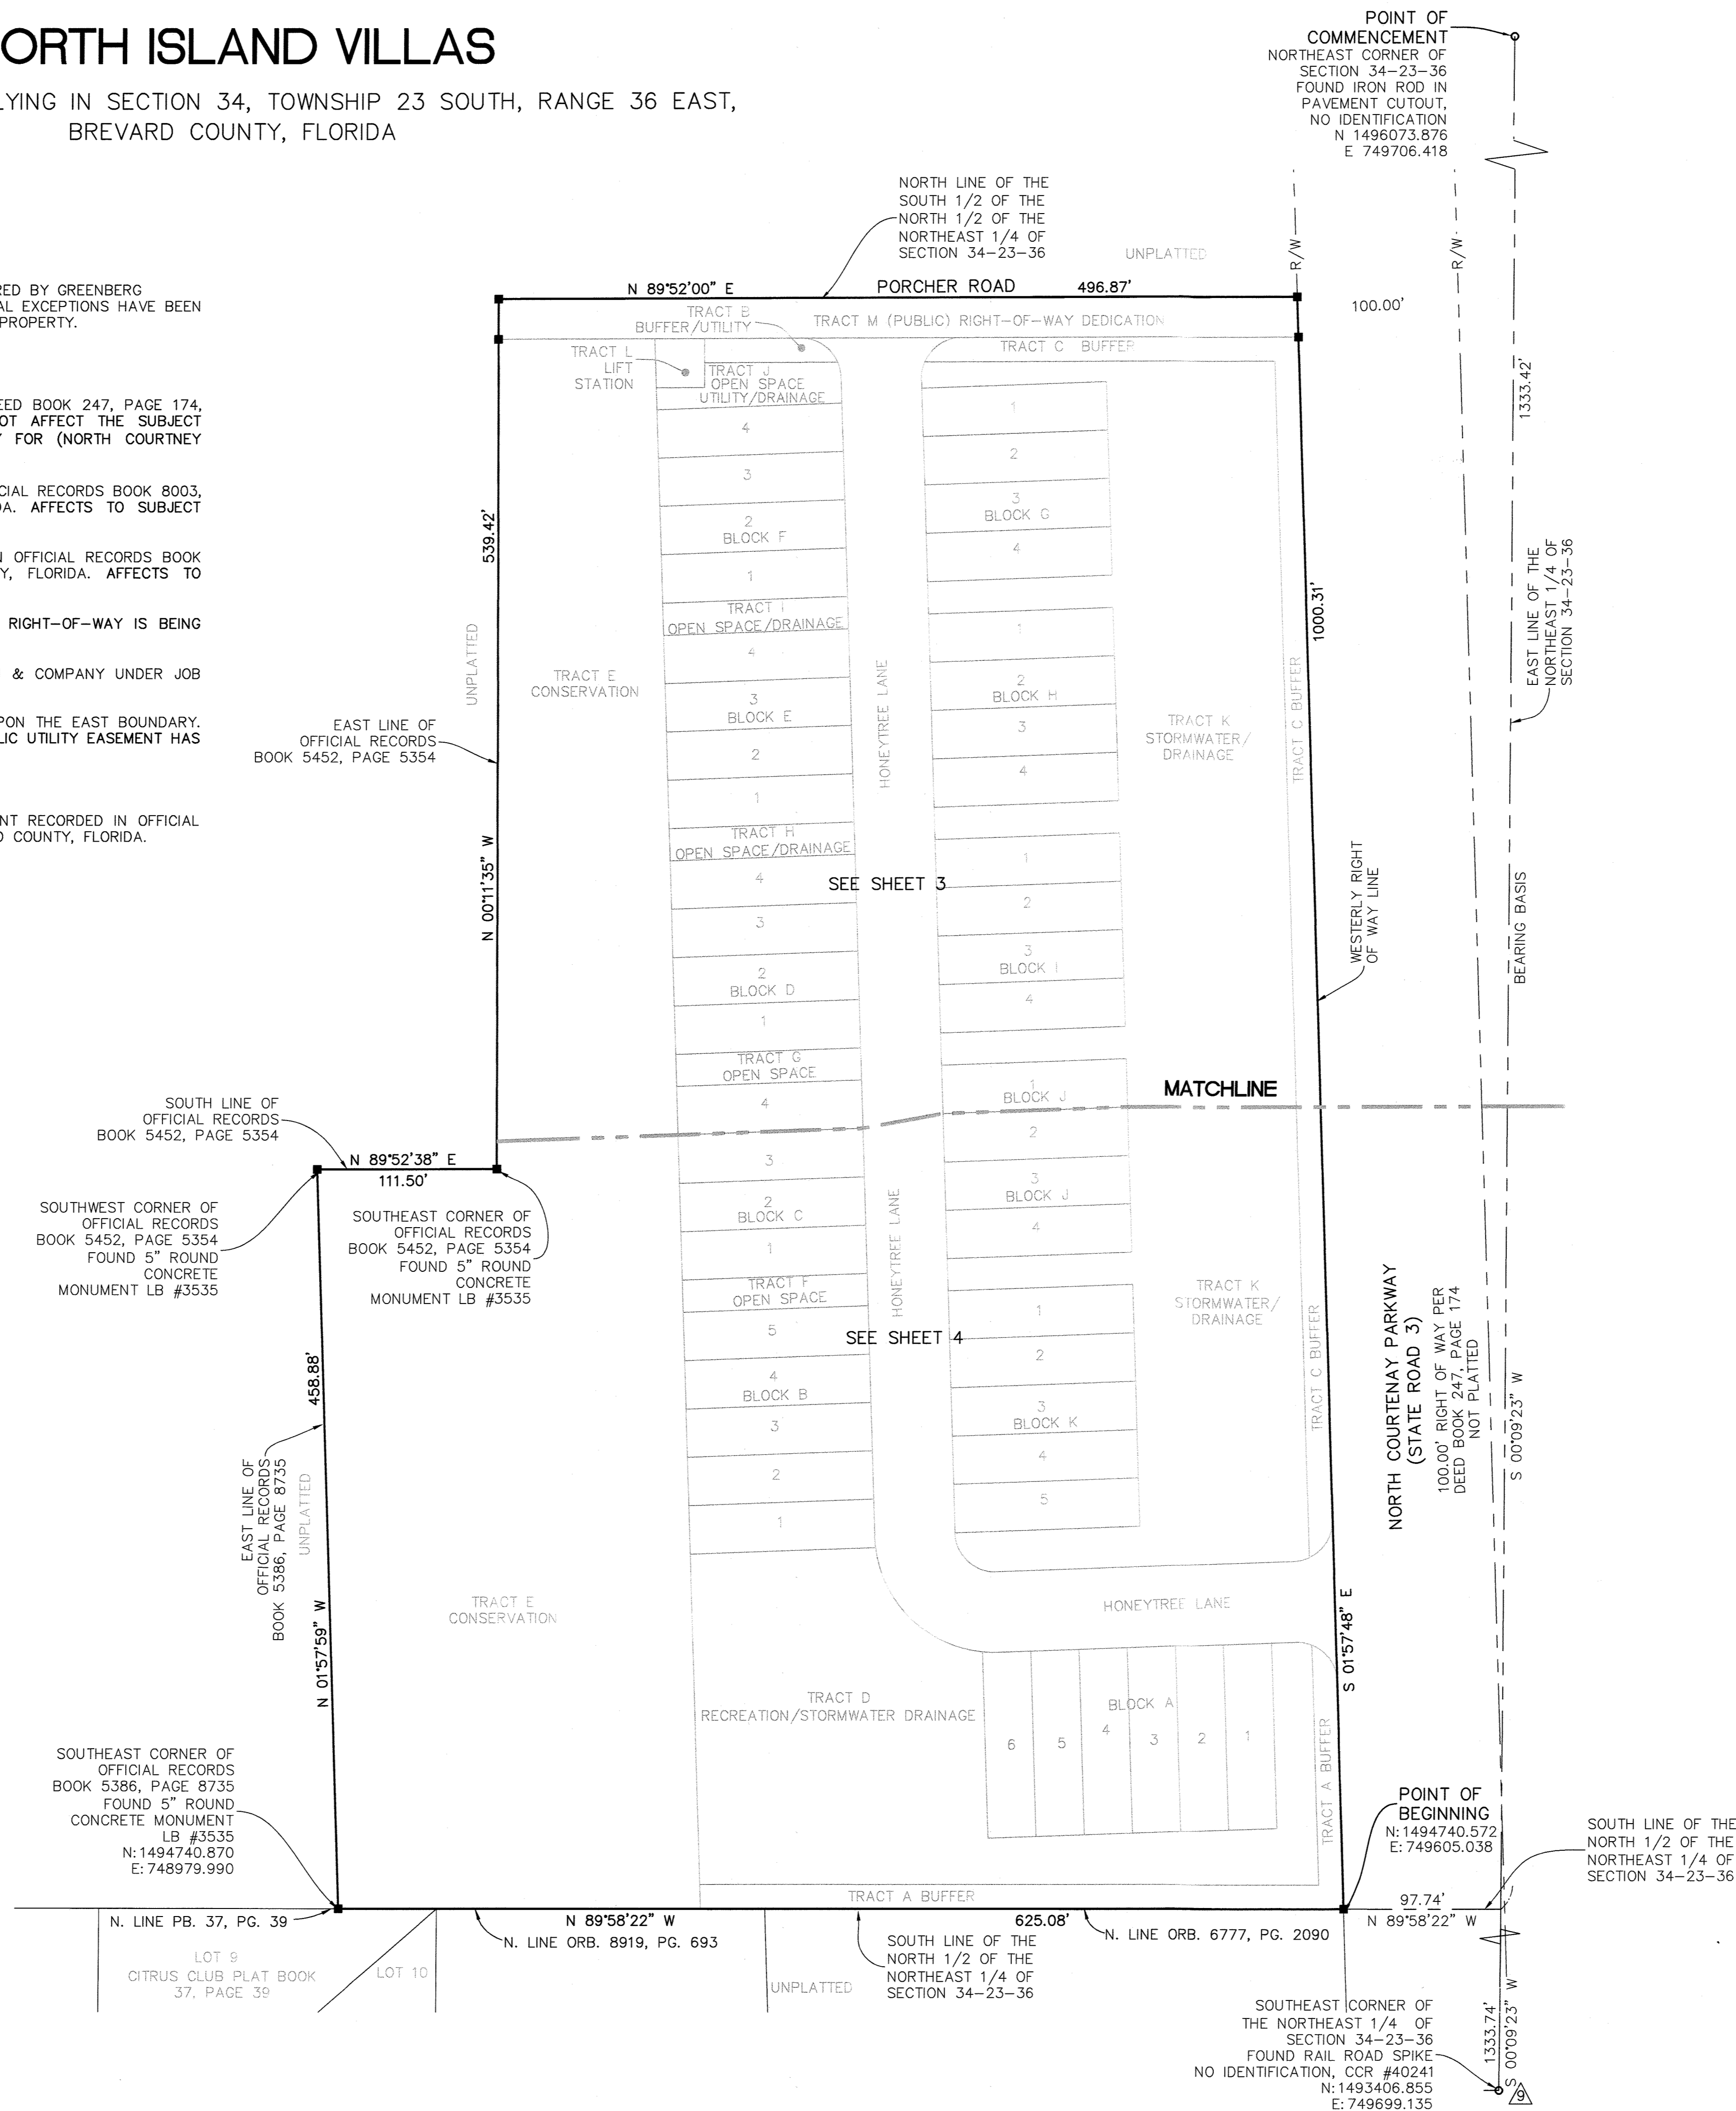 ORTH ISLAND VILLAS
LYING IN SECTION 34, TOWNSHIP 23 SOUTH, RANGE 36 EAST,
BREVARD COUNTY, FLORIDA
POINT OF
COMMENCEMENT
NORTHEAST CORNER OF
SECTION 34-23-36
FOUND IRON ROD IN
PAVEMENT CUTOUT,
NO IDENTIFICATION
N 1496073.876
E 749706.418
NORTH LINE OF THE
SOUTH 1/2 OF THE
NORTH 1/2 OF THE
NORTHEAST 1/4 OF
SECTION 34-23-36
UNPLATTED
R/W
R/W
N 89°52'00" E
PORCHER ROAD
496.87'
100.00'
1333.42'
RED BY GREENBERG
AL EXCEPTIONS HAVE BEEN
PROPERTY.
EED BOOK 247, PAGE 174,
OT AFFECT THE SUBJECT
Y FOR (NORTH COURTNEY
CIAL RECORDS BOOK 8003,
DA. AFFECTS TO SUBJECT
N OFFICIAL RECORDS BOOK
Y, FLORIDA. AFFECTS TO
RIGHT-OF-WAY IS BEING
& COMPANY UNDER JOB
PON THE EAST BOUNDARY.
LIC UTILITY EASEMENT HAS
NT RECORDED IN OFFICIAL
D COUNTY, FLORIDA.
TRACT B
BUFFER/UTILITY
TRACT M (PUBLIC) RIGHT-OF-WAY DEDICATION
TRACT C BUFFER
TRACT L
LIFT
STATION
TRACT J
OPEN SPACE
UTILITY/DRAINAGE
4
3
2
BLOCK F
1
TRACT I
OPEN SPACE/DRAINAGE
4
3
BLOCK E
2
1
TRACT H
OPEN SPACE/DRAINAGE
4
3
2
BLOCK D
1
TRACT G
OPEN SPACE
4
3
2
BLOCK C
1
TRACT F
OPEN SPACE
5
4
BLOCK B
3
2
1
1
2
3
BLOCK G
4
1
2
BLOCK H
3
4
1
2
3
BLOCK I
4
1
BLOCK J
2
3
BLOCK J
4
1
2
3
BLOCK K
4
5
539.42'
UNPLATTED
N 00°11'35" W
TRACT E
CONSERVATION
HONEYTREE LANE
TRACT K
STORMWATER/
DRAINAGE
TRACT C BUFFER
1000.31'
EAST LINE OF THE
NORTHEAST 1/4 OF
SECTION 34-23-36
EAST LINE OF
OFFICIAL RECORDS
BOOK 5452, PAGE 5354
SEE SHEET 3
WESTERLY RIGHT
OF WAY LINE
BEARING BASIS
MATCHLINE
SOUTH LINE OF
OFFICIAL RECORDS
BOOK 5452, PAGE 5354
N 89°52'38" E
111.50'
SOUTHWEST CORNER OF
OFFICIAL RECORDS
BOOK 5452, PAGE 5354
FOUND 5" ROUND
CONCRETE
MONUMENT LB #3535
SOUTHEAST CORNER OF
OFFICIAL RECORDS
BOOK 5452, PAGE 5354
FOUND 5" ROUND
CONCRETE
MONUMENT LB #3535
HONEYTREE LANE
SEE SHEET 4
TRACT K
STORMWATER/
DRAINAGE
TRACT C BUFFER
NORTH COURTENAY PARKWAY
(STATE ROAD 3)
100.00' RIGHT OF WAY PER
DEED BOOK 247, PAGE 174
NOT PLATTED
S 00°09'23" W
458.88'
EAST LINE OF
OFFICIAL RECORDS
BOOK 5386, PAGE 8735
UNPLATTED
N 01°57'59" W
TRACT E
CONSERVATION
HONEYTREE LANE
S 01°57'48" E
TRACT D
RECREATION/STORMWATER DRAINAGE
BLOCK A
6
5
4
3
2
1
TRACT A BUFFER
SOUTHEAST CORNER OF
OFFICIAL RECORDS
BOOK 5386, PAGE 8735
FOUND 5" ROUND
CONCRETE MONUMENT
LB #3535
N:1494740.870
E:748979.990
POINT OF
BEGINNING
N:1494740.572
E:749605.038
SOUTH LINE OF THE
NORTH 1/2 OF THE
NORTHEAST 1/4 OF
SECTION 34-23-36
TRACT A BUFFER
97.74'
N 89°58'22" W
N. LINE PB. 37, PG. 39
N 89°58'22" W
625.08'
N. LINE ORB. 8919, PG. 693
N. LINE ORB. 6777, PG. 2090
SOUTH LINE OF THE
NORTH 1/2 OF THE
NORTHEAST 1/4 OF
SECTION 34-23-36
LOT 9
CITRUS CLUB PLAT BOOK
37, PAGE 39
LOT 10
UNPLATTED
SOUTHEAST CORNER OF
THE NORTHEAST 1/4 OF
SECTION 34-23-36
FOUND RAIL ROAD SPIKE
NO IDENTIFICATION, CCR #40241
N:1493406.855
E:749699.135
1333.74'
S 00°09'23" W
9